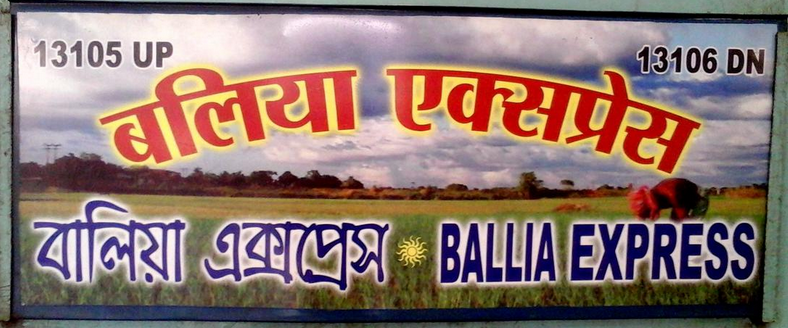 13105 UP 13106 DN
बलिया एक्सप्रेस
বালিয়া এক্সপ্রেস BALLIA EXPRESS